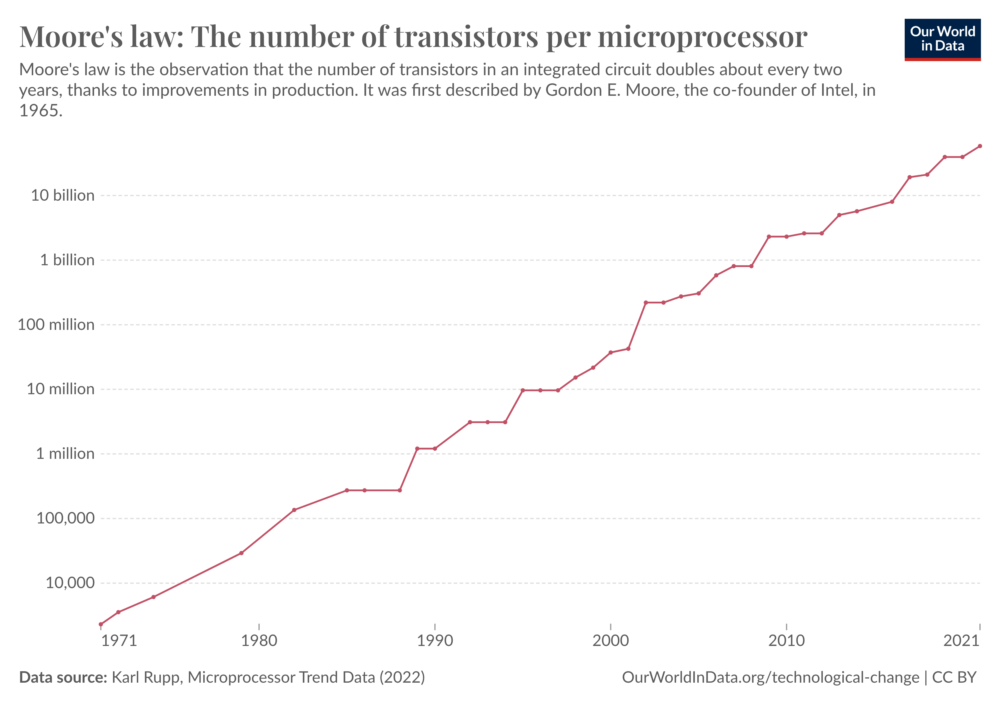 Moore's law: The number of transistors per microprocessor
Our World
in Data
Moore's law is the observation that the number of transistors in an integrated circuit doubles about every two
years, thanks to improvements in production. It was first described by Gordon E. Moore, the co-founder of Intel, in
1965.
10 billion
1 billion
100 million
10 million
1 million
100,000
10,000
1971 1980 1990 2000 2010 2021
Data source: Karl Rupp, Microprocessor Trend Data (2022)
OurWorldInData.org/technological-change | CC BY